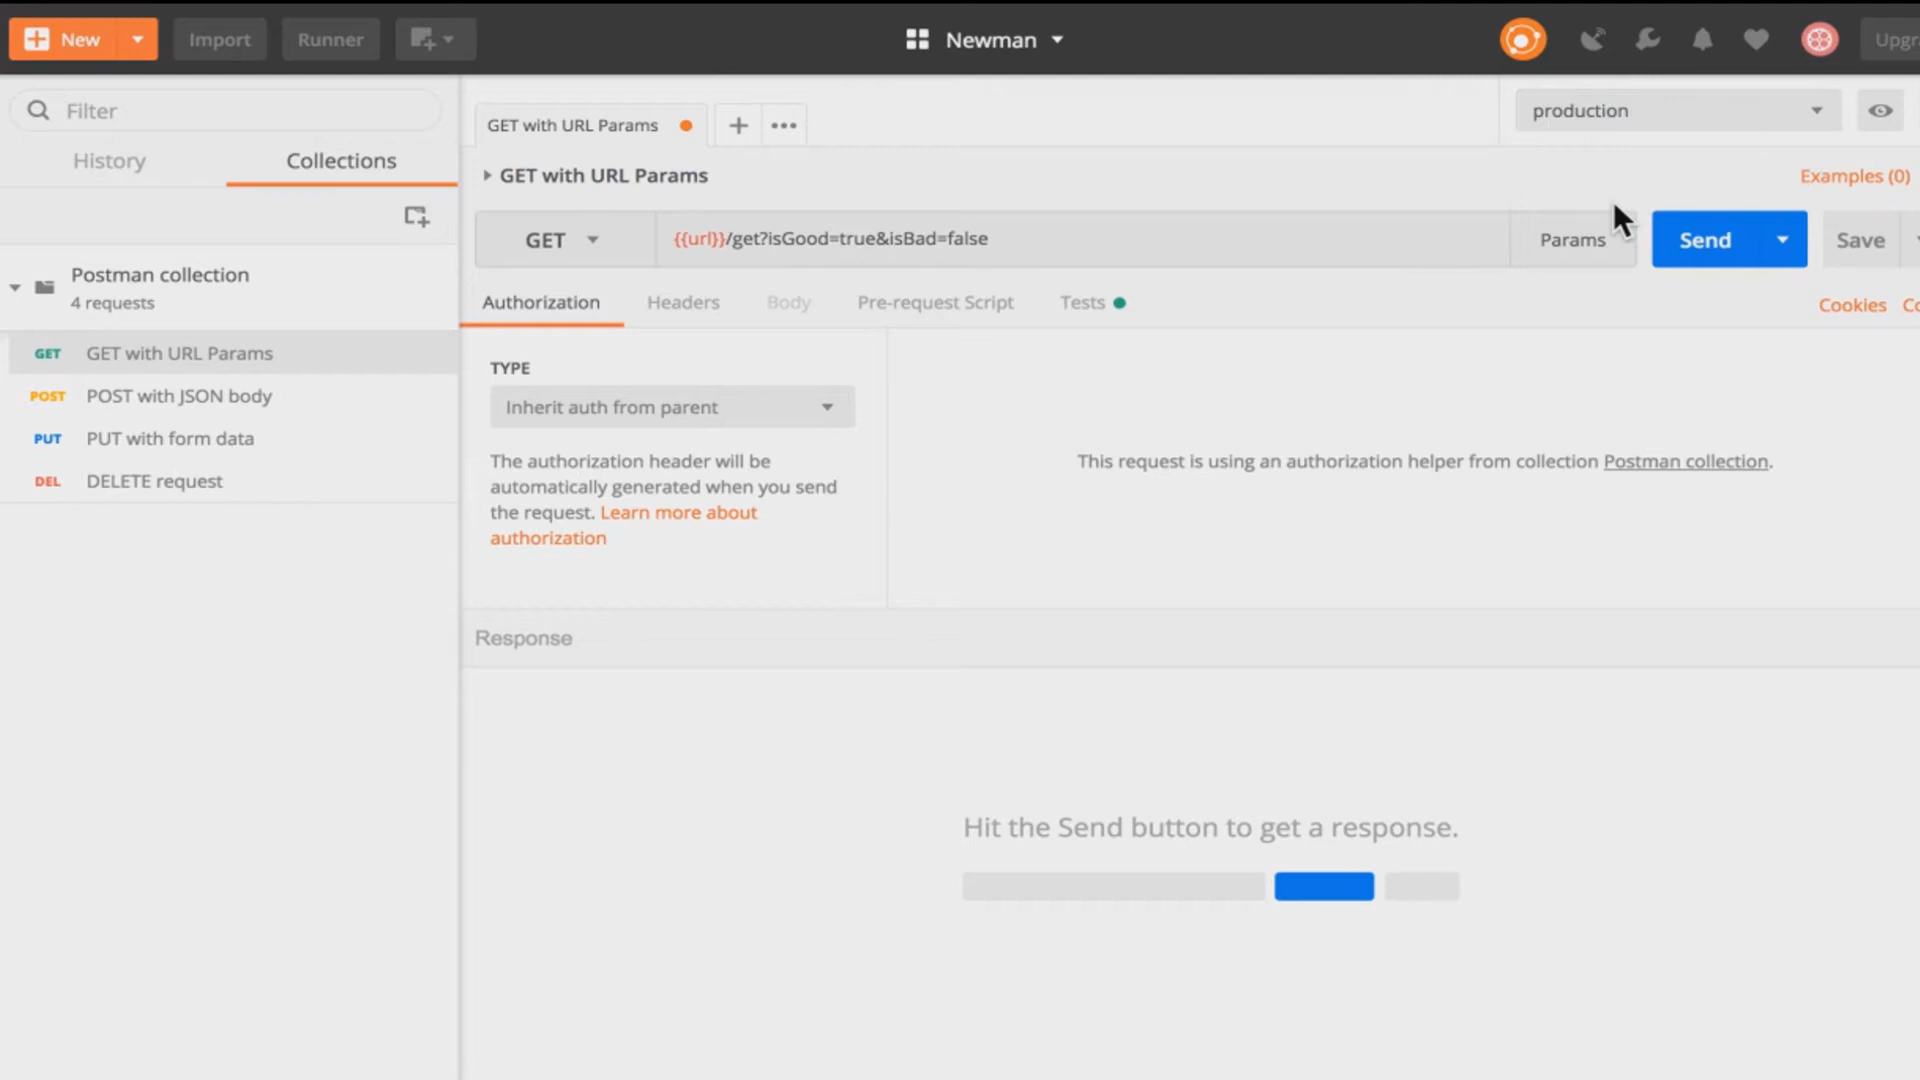 New
Import
Runner
Newman
Filter
production
GET with URL Params
History
Collections
GET with URL Params
Examples (0)
GET
{{url}}/get?isGood=true&isBad=false
Params
Send
Save
Postman collection
4 requests
Authorization
Headers
Body
Pre-request Script
Tests
Cookies
GET GET with URL Params
POST POST with JSON body
PUT PUT with form data
DEL DELETE request
TYPE
Inherit auth from parent
The authorization header will be
automatically generated when you send
the request. Learn more about
authorization
This request is using an authorization helper from collection Postman collection.
Response
Hit the Send button to get a response.